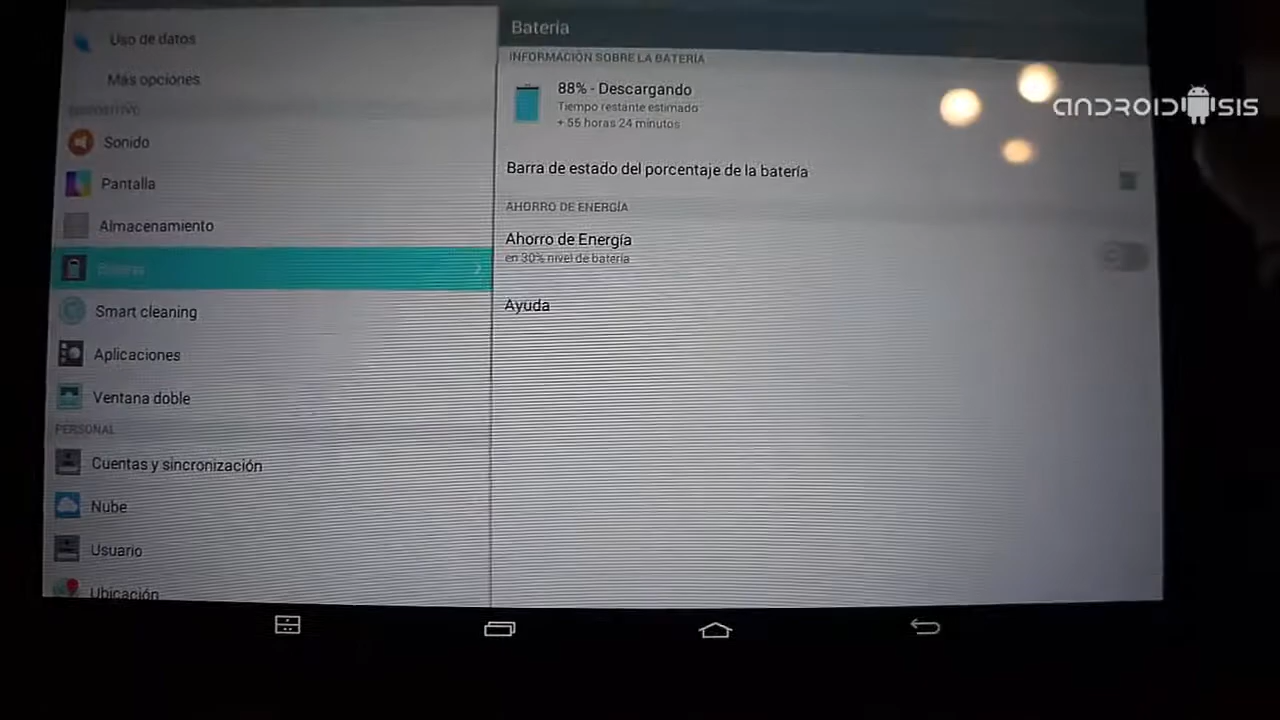 Uso de datos
Más opciones
DISPOSITIVO
Sonido
Pantalla
Almacenamiento
Batería
Smart cleaning
Aplicaciones
Ventana doble
PERSONAL
Cuentas y sincronización
Nube
Usuario
Ubicación
Batería
INFORMACIÓN SOBRE LA BATERÍA
88% - Descargando
Tiempo restante estimado
+ 55 horas 24 minutos
Barra de estado del porcentaje de la batería
AHORRO DE ENERGÍA
Ahorro de Energía
en 30% nivel de batería
Ayuda
ANDROIDSIS